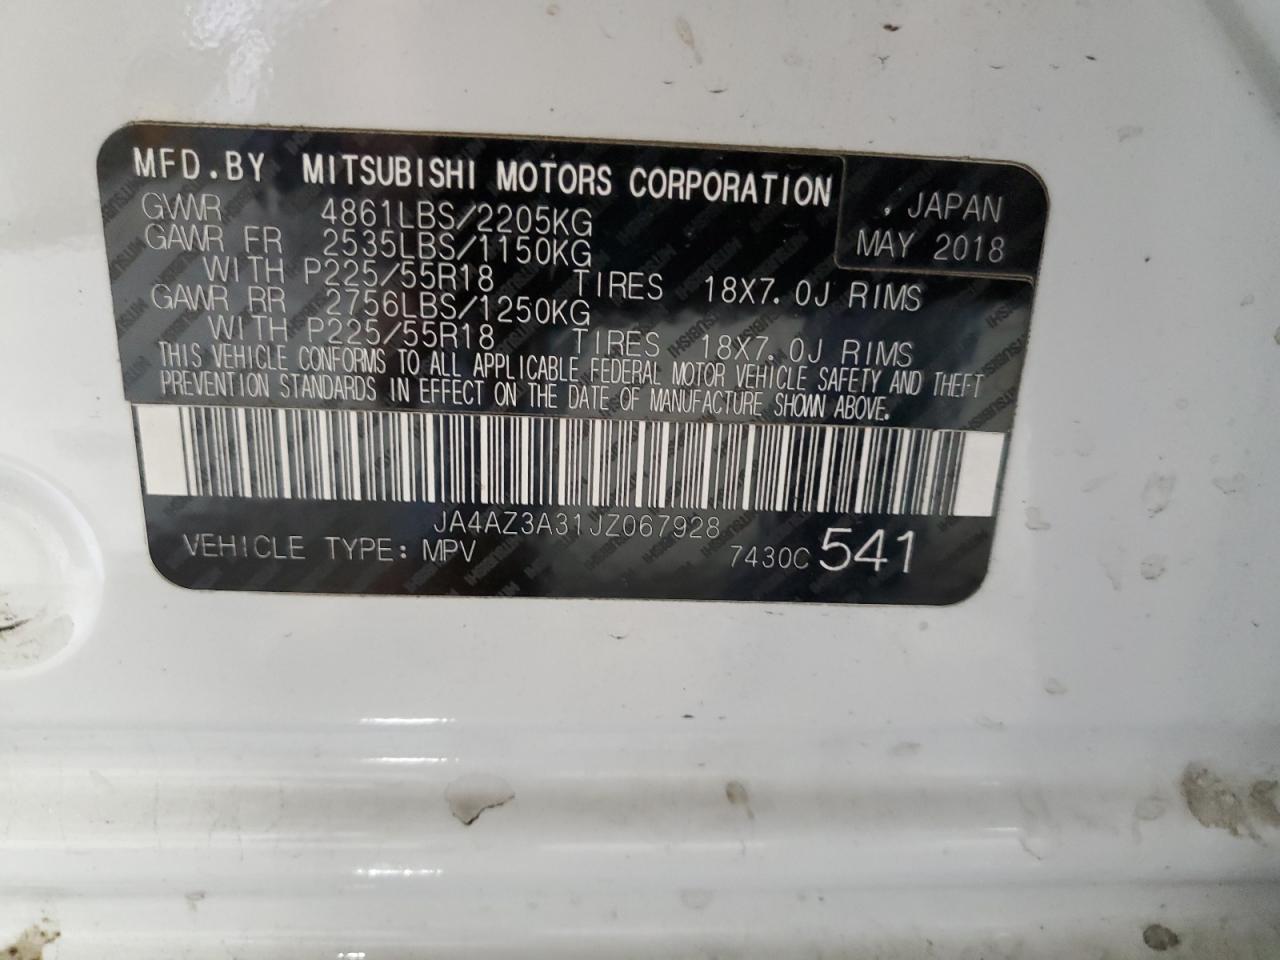 MFD.BY MITSUBISHI MOTORS CORPORATION
JAPAN
MAY 2018
GVWR 4861LBS/2205KG
GAWR FR 2535LBS/1150KG
WITH P225/55R18 TIRES 18X7.0J RIMS
GAWR RR 2756LBS/1250KG
WITH P225/55R18 TIRES 18X7.0J RIMS
THIS VEHICLE CONFORMS TO ALL APPLICABLE FEDERAL MOTOR VEHICLE SAFETY AND THEFT
PREVENTION STANDARDS IN EFFECT ON THE DATE OF MANUFACTURE SHOWN ABOVE.
JA4AZ3A31JZ067928
VEHICLE TYPE: MPV 7430C 541